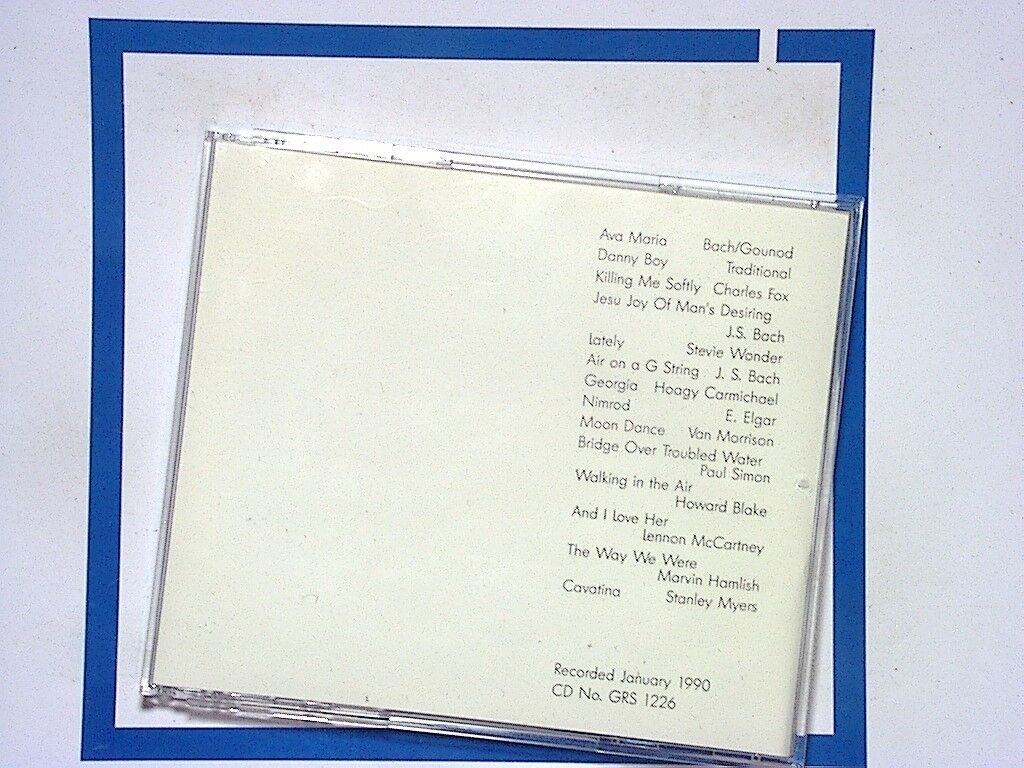 Ava Maria Bach/Gounod
Danny Boy Traditional
Killing Me Softly Charles Fox
Jesu Joy Of Man's Desiring
J.S. Bach
Lately Stevie Wonder
Air on a G String J. S. Bach
Georgia Hoagy Carmichael
Nimrod E. Elgar
Moon Dance Van Morrison
Bridge Over Troubled Water
Paul Simon
Walking in the Air
Howard Blake
And I Love Her
Lennon McCartney
The Way We Were
Marvin Hamlish
Cavatina Stanley Myers
Recorded January 1990
CD No. GRS 1226